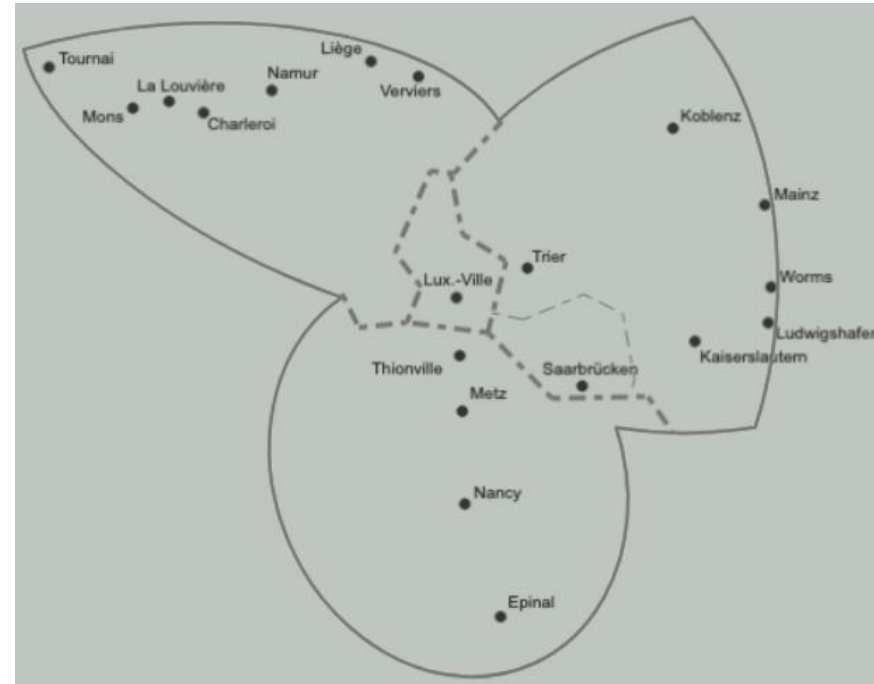 Tournai
Liège
La Louvière
Namur
Verviers
Mons
Charleroi
Koblenz
Mainz
Trier
Lux.-Ville
Worms
Ludwigshafen
Kaiserslautern
Thionville
Saarbrücken
Metz
Nancy
Epinal